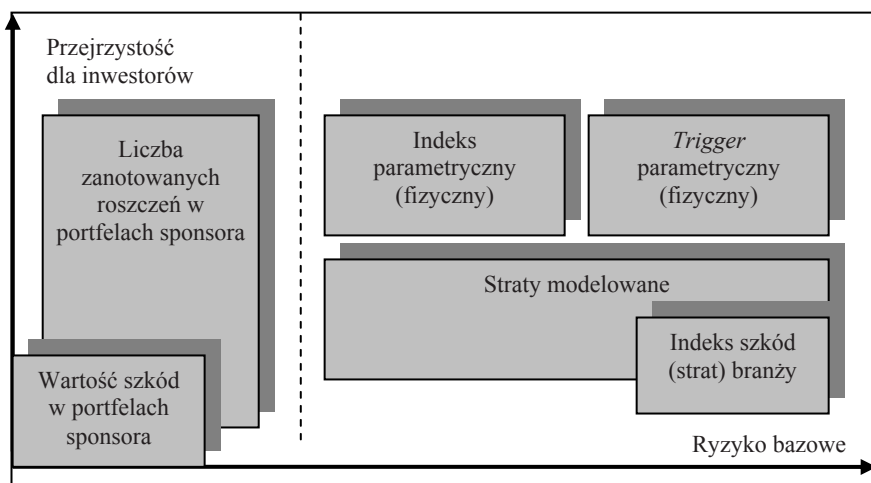 Przejrzystość
dla inwestorów
Liczba
zanotowanych
roszczeń w
portfelach sponsora
Wartość szkód
w portfelach
sponsora
Indeks
parametryczny
(fizyczny)
Trigger
parametryczny
(fizyczny)
Straty modelowane
Indeks szkód
(strat) branży
Ryzyko bazowe